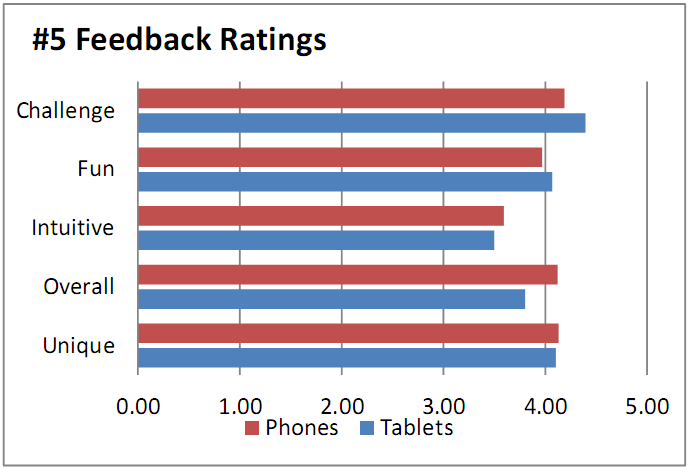 #5 Feedback Ratings
Challenge
Fun
Intuitive
Overall
Unique
0.00 1.00 2.00 3.00 4.00 5.00
Phones Tablets